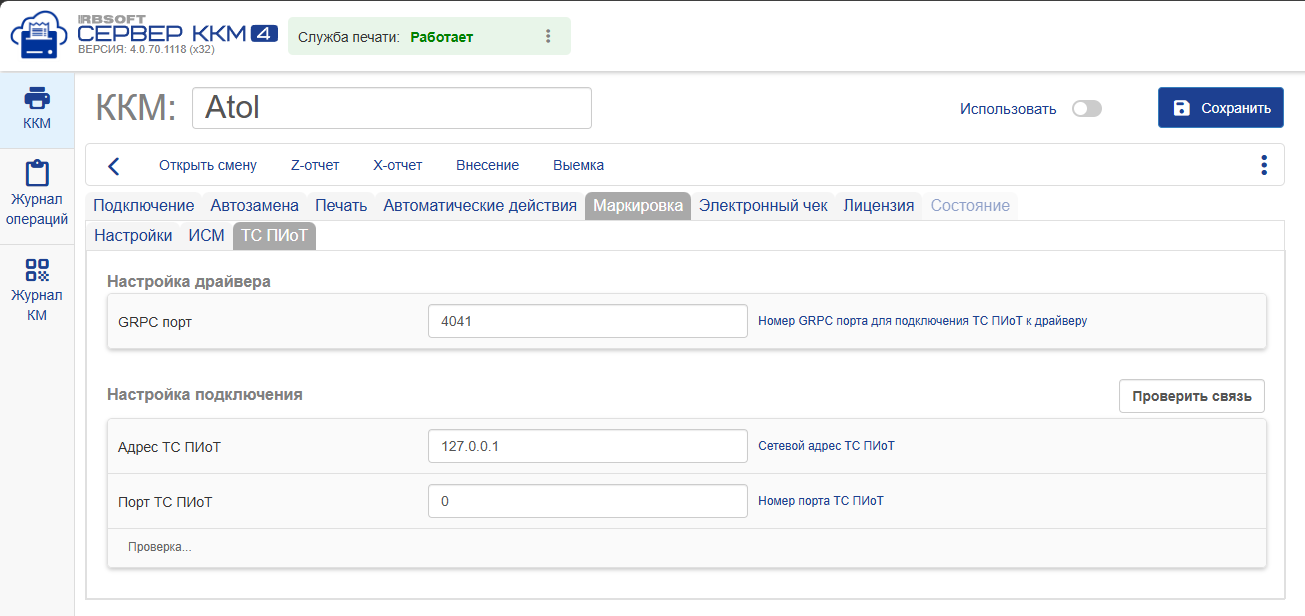 RBSOFT
СЕРВЕР ККМ 4
ВЕРСИЯ: 4.0.70.1118 (x32)
Служба печати: Работает
ККМ
Журнал
операций
Журнал
КМ
ККМ: Atol
Использовать
Сохранить
Открыть смену Z-отчет X-отчет Внесение Выемка
Подключение Автозамена Печать Автоматические действия Маркировка Электронный чек Лицензия Состояние
Настройки ИСМ ТС ПИоТ
Настройка драйвера
GRPC порт 4041 Номер GRPC порта для подключения ТС ПИоТ к драйверу
Настройка подключения Проверить связь
Адрес ТС ПИоТ 127.0.0.1 Сетевой адрес ТС ПИоТ
Порт ТС ПИоТ 0 Номер порта ТС ПИоТ
Проверка...